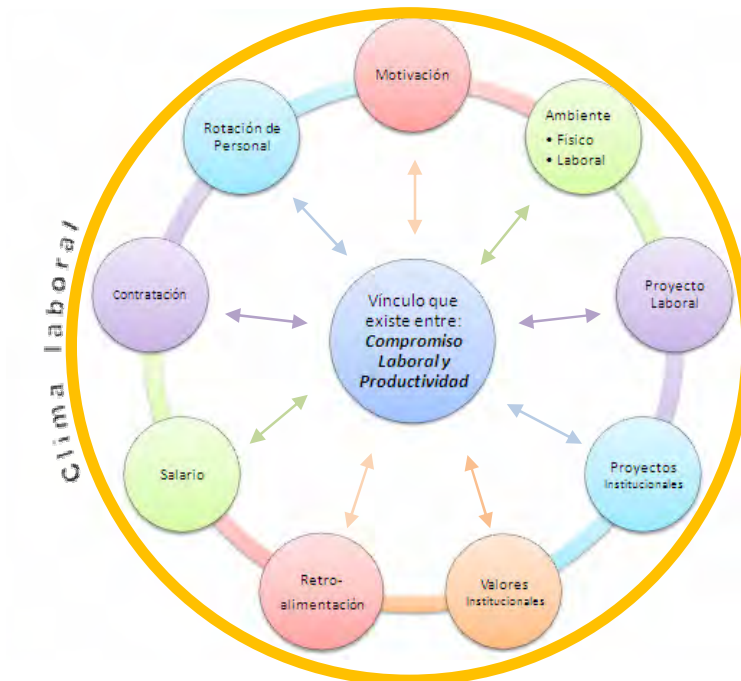 Motivación
Ambiente
• Físico
• Laboral
Proyecto
Laboral
Proyectos
Institucionales
Valores
Institucionales
Retro-
alimentación
Salario
Contratación
Rotación de
Personal
Vínculo que
existe entre:
Compromiso
Laboral y
Productividad
Clima laboral